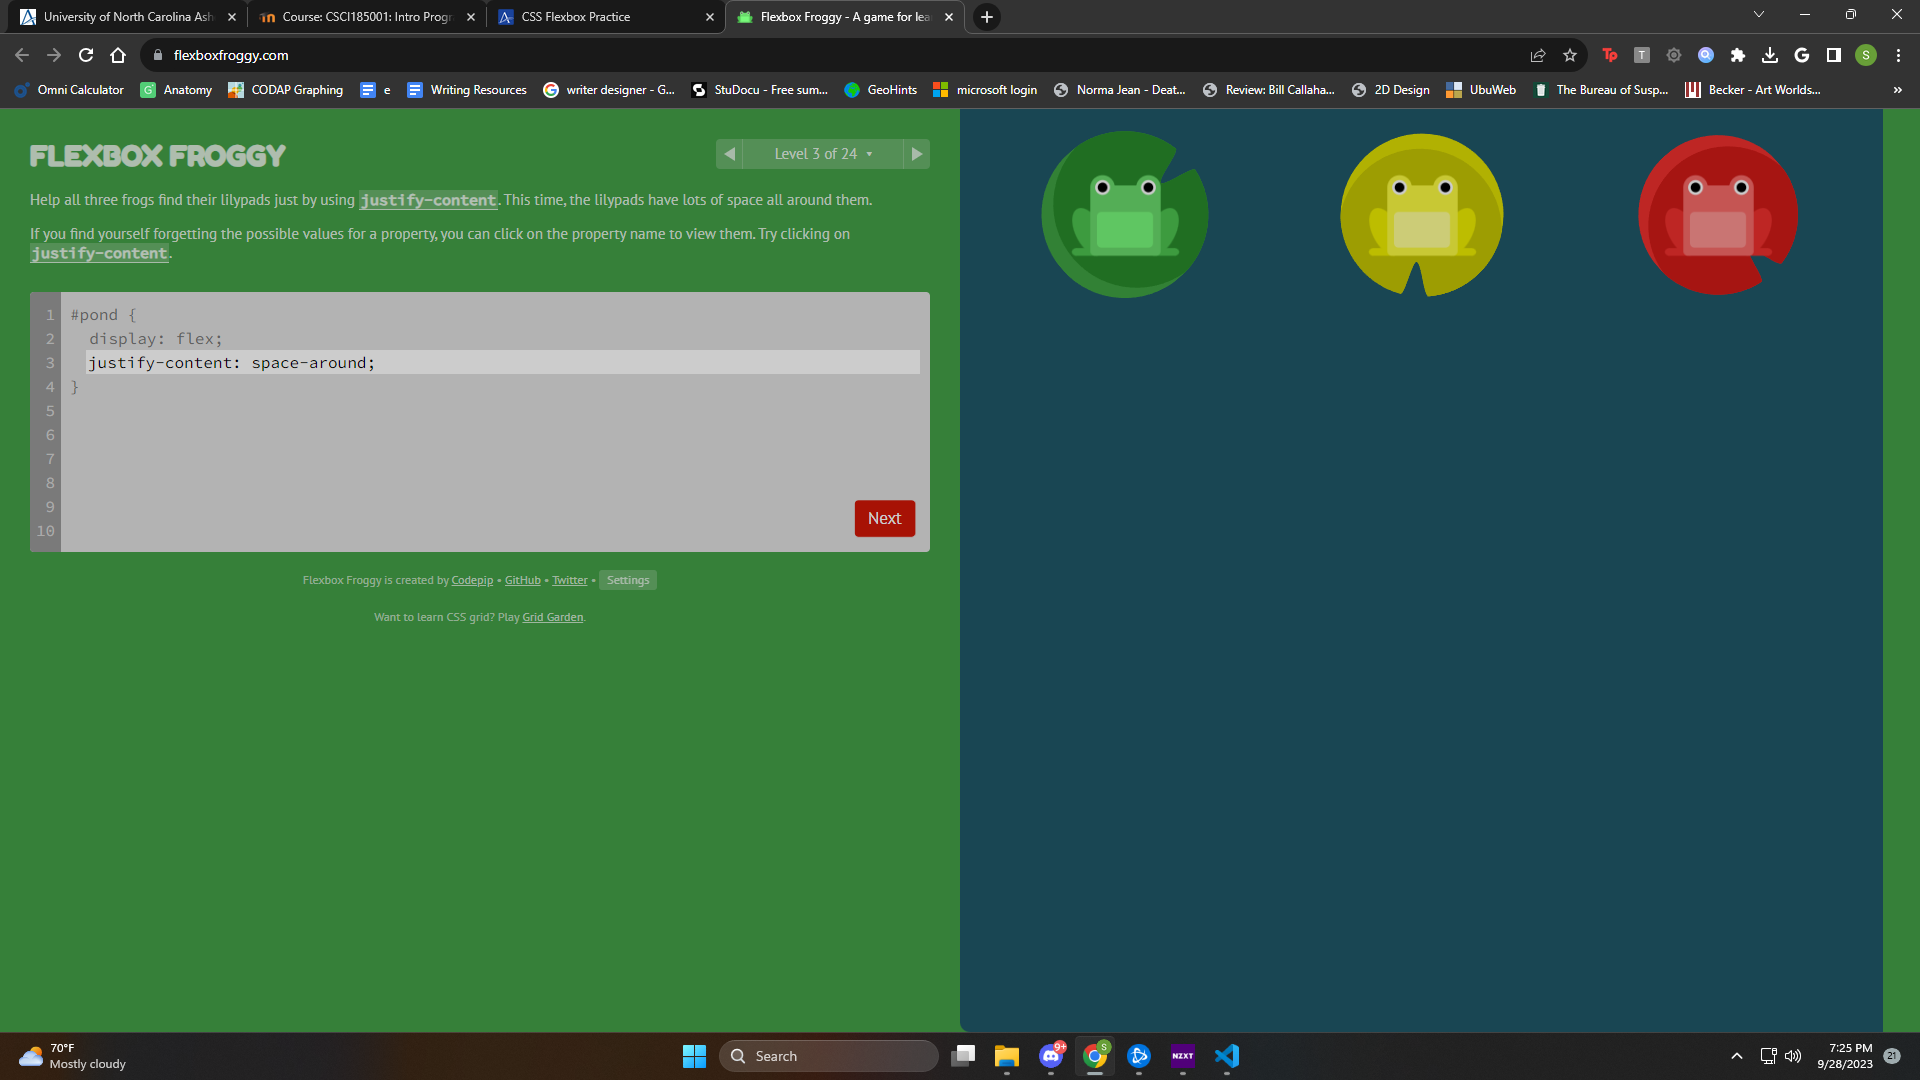 University of North Carolina Ash
Course: CSCI185001: Intro Progr
CSS Flexbox Practice
Flexbox Froggy - A game for lea
flexboxfroggy.com
Tp
T
G
S
Omni Calculator
Anatomy
CODAP Graphing
e
Writing Resources
writer designer - G...
StuDocu - Free sum...
GeoHints
microsoft login
Norma Jean - Deat...
Review: Bill Callaha...
2D Design
UbuWeb
The Bureau of Susp...
Becker - Art Worlds...
»
FLEXBOX FROGGY
Level 3 of 24
Help all three frogs find their lilypads just by using justify-content. This time, the lilypads have lots of space all around them.
If you find yourself forgetting the possible values for a property, you can click on the property name to view them. Try clicking on
justify-content.
1 #pond {
2 display: flex;
3 justify-content: space-around;
4 }
5
6
7
8
9
10
Next
Flexbox Froggy is created by Codepip • GitHub • Twitter • Settings
Want to learn CSS grid? Play Grid Garden.
70°F
Mostly cloudy
Search
9+
S
NZXT
7:25 PM
9/28/2023
21